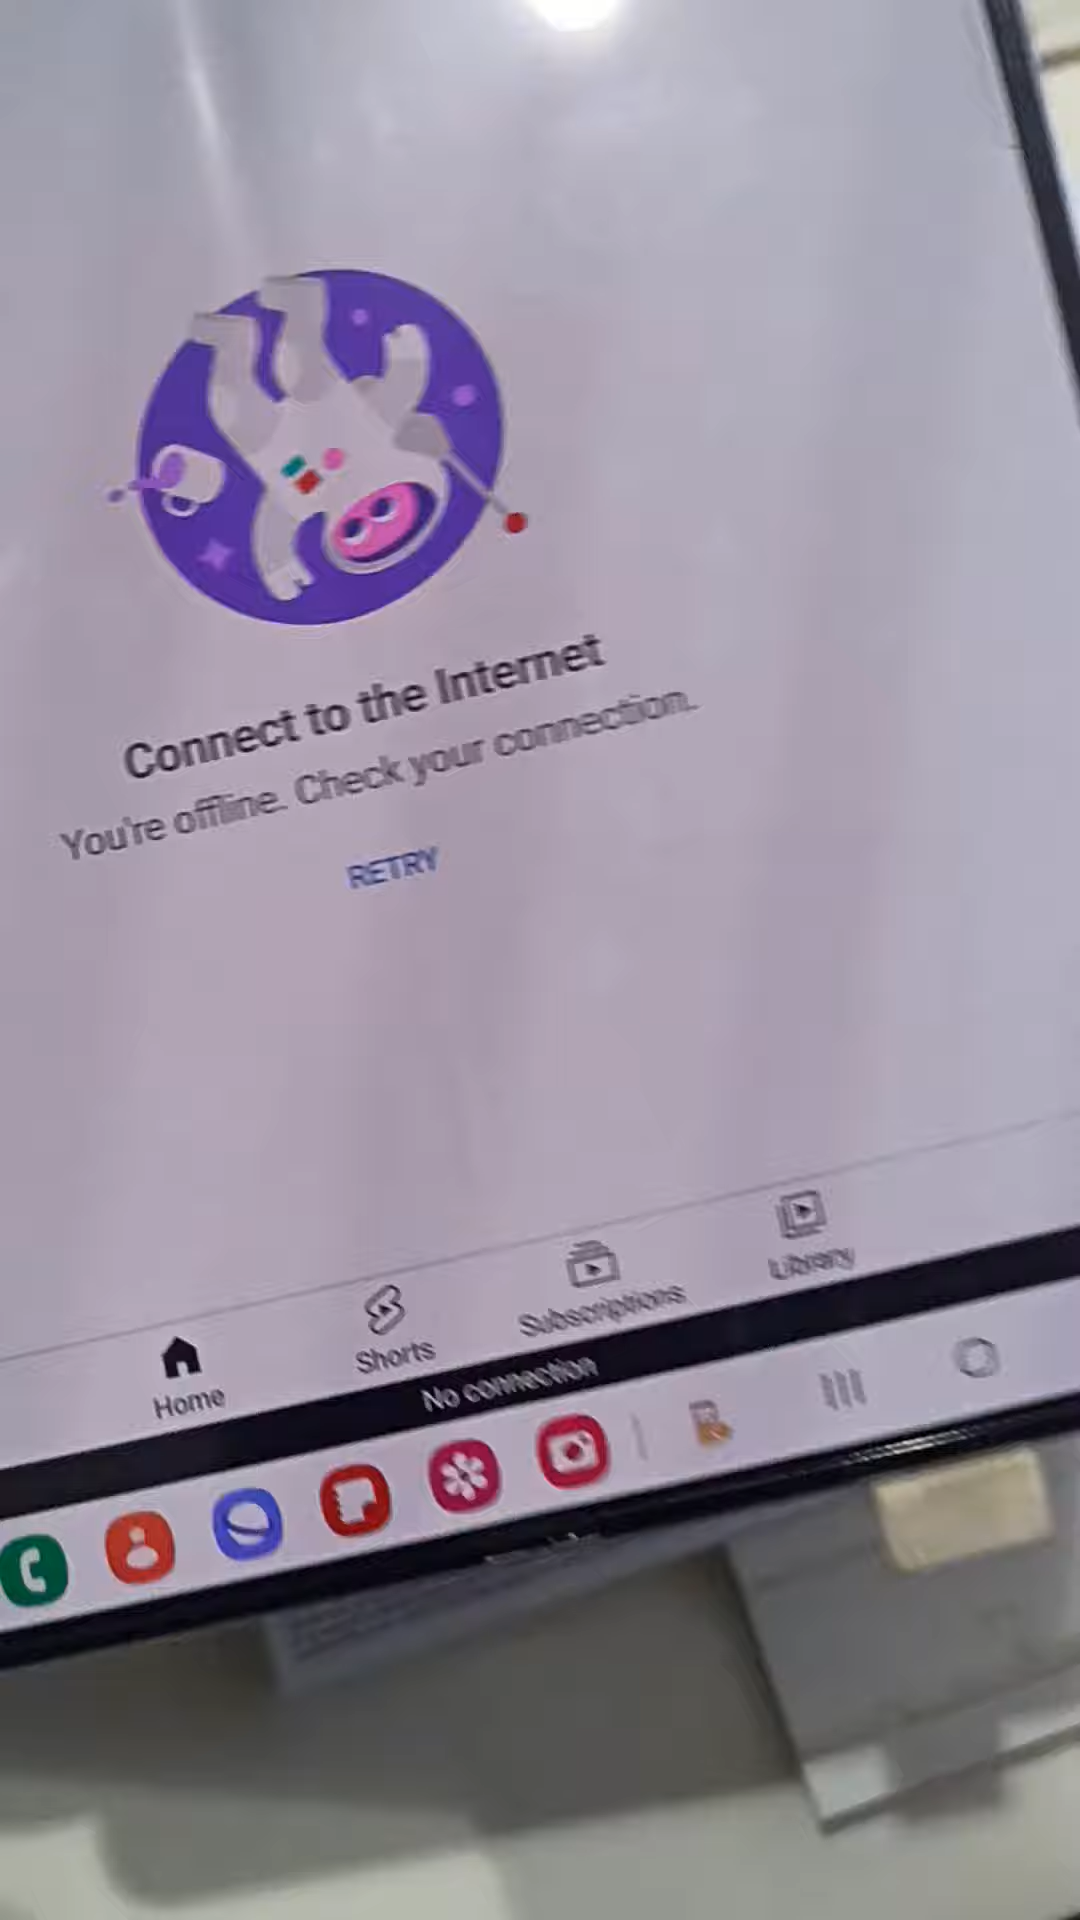 Connect to the Internet
You're offline. Check your connection.
RETRY
Home
Shorts
Subscriptions
Library
No connection